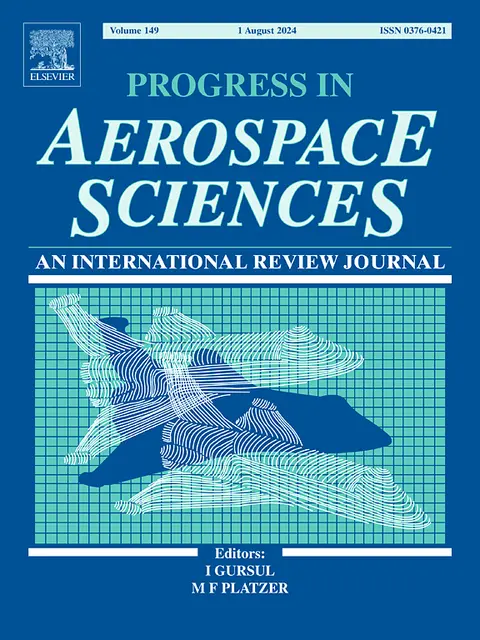 Volume 149
1 August 2024
ISSN 0376-0421
ELSEVIER
PROGRESS IN
AEROSPACE
SCIENCES
AN INTERNATIONAL REVIEW JOURNAL
Editors:
I GURSUL
M F PLATZER